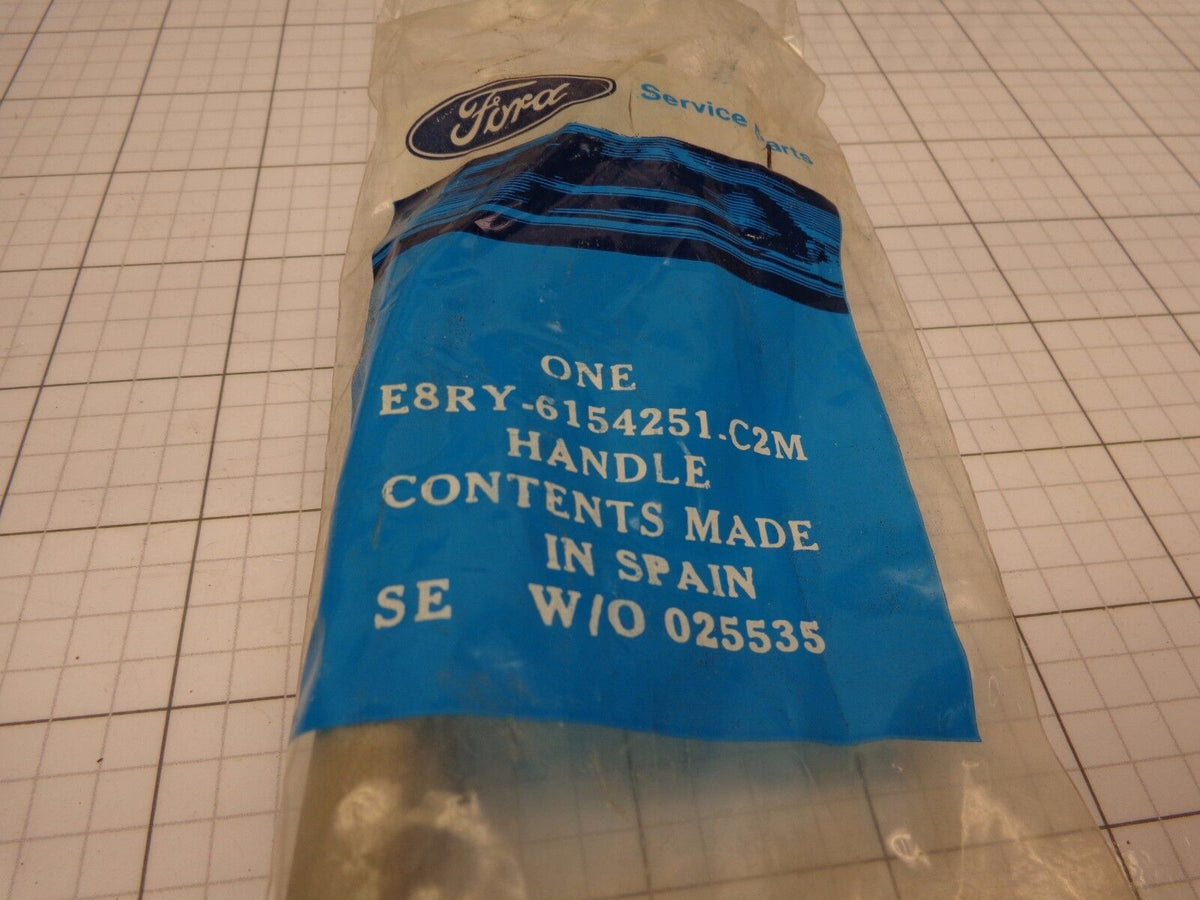 Ford Service Parts
ONE
E8RY-6154251.C2M
HANDLE
CONTENTS MADE
IN SPAIN
SE W/O 025535